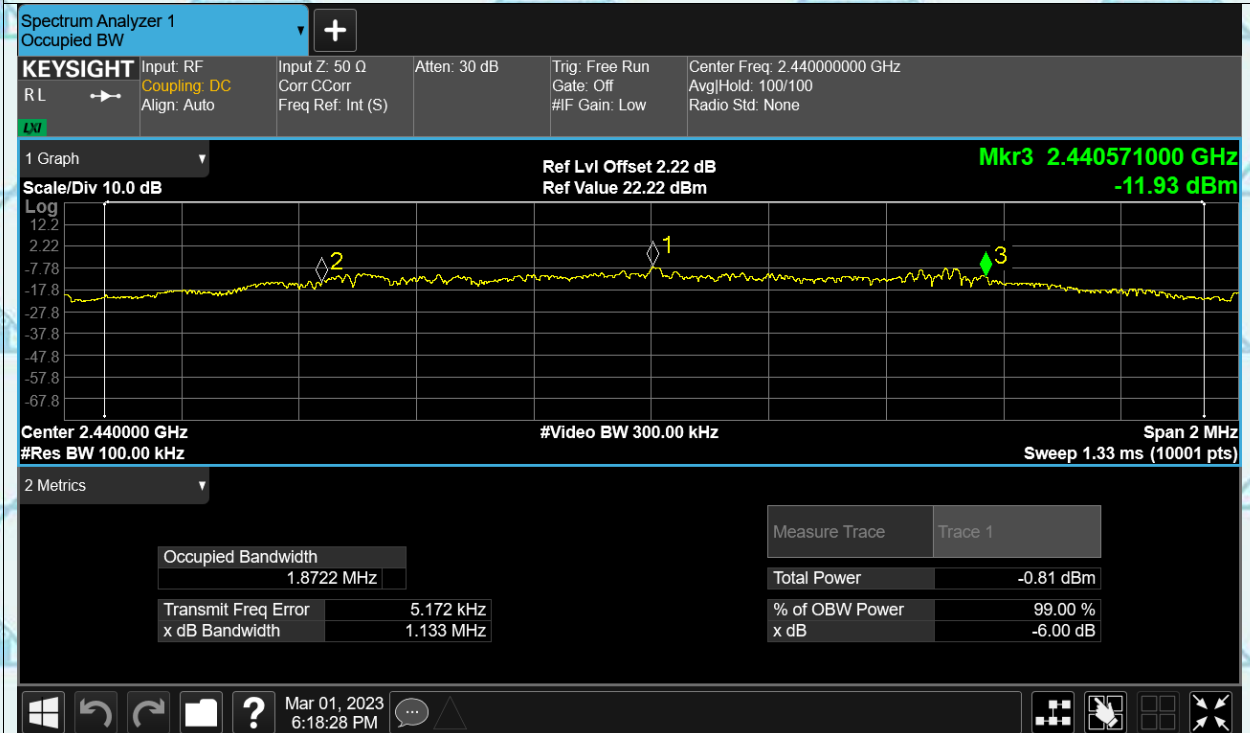 Spectrum Analyzer 1
Occupied BW
KEYSIGHT
RL
LXI
Input: RF
Coupling: DC
Align: Auto
Input Z: 50 Ω
Corr CCorr
Freq Ref: Int (S)
Atten: 30 dB
Trig: Free Run
Gate: Off
#IF Gain: Low
Center Freq: 2.440000000 GHz
Avg|Hold: 100/100
Radio Std: None
1 Graph
Scale/Div 10.0 dB
Ref Lvl Offset 2.22 dB
Ref Value 22.22 dBm
Mkr3 2.440571000 GHz
-11.93 dBm
Log
12.2
2.22
-7.78
-17.8
-27.8
-37.8
-47.8
-57.8
-67.8
2
1
3
Center 2.440000 GHz
#Res BW 100.00 kHz
#Video BW 300.00 kHz
Span 2 MHz
Sweep 1.33 ms (10001 pts)
2 Metrics
Occupied Bandwidth
1.8722 MHz
Transmit Freq Error 5.172 kHz
x dB Bandwidth 1.133 MHz
Measure Trace Trace 1
Total Power -0.81 dBm
% of OBW Power 99.00 %
x dB -6.00 dB
?
Mar 01, 2023
6:18:28 PM